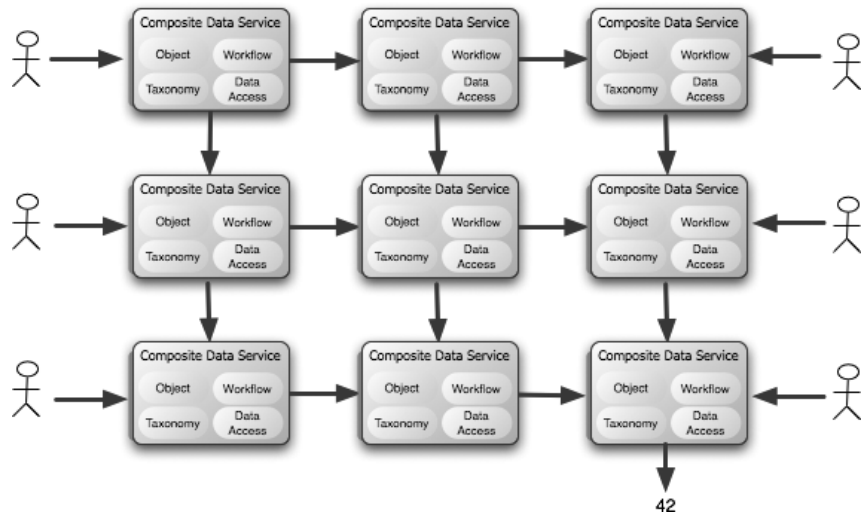 Composite Data Service
Object
Workflow
Taxonomy
Data
Access
Composite Data Service
Object
Workflow
Taxonomy
Data
Access
Composite Data Service
Object
Workflow
Taxonomy
Data
Access
Composite Data Service
Object
Workflow
Taxonomy
Data
Access
Composite Data Service
Object
Workflow
Taxonomy
Data
Access
Composite Data Service
Object
Workflow
Taxonomy
Data
Access
Composite Data Service
Object
Workflow
Taxonomy
Data
Access
Composite Data Service
Object
Workflow
Taxonomy
Data
Access
Composite Data Service
Object
Workflow
Taxonomy
Data
Access
42